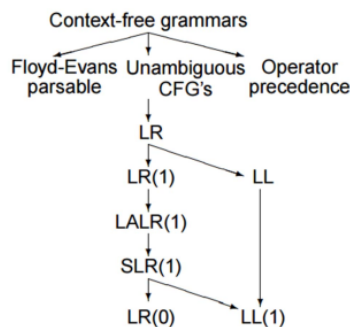 Context-free grammars
Floyd-Evans parsable
Unambiguous CFG's
Operator precedence
LR
LR(1)
LL
LALR(1)
SLR(1)
LR(0)
LL(1)